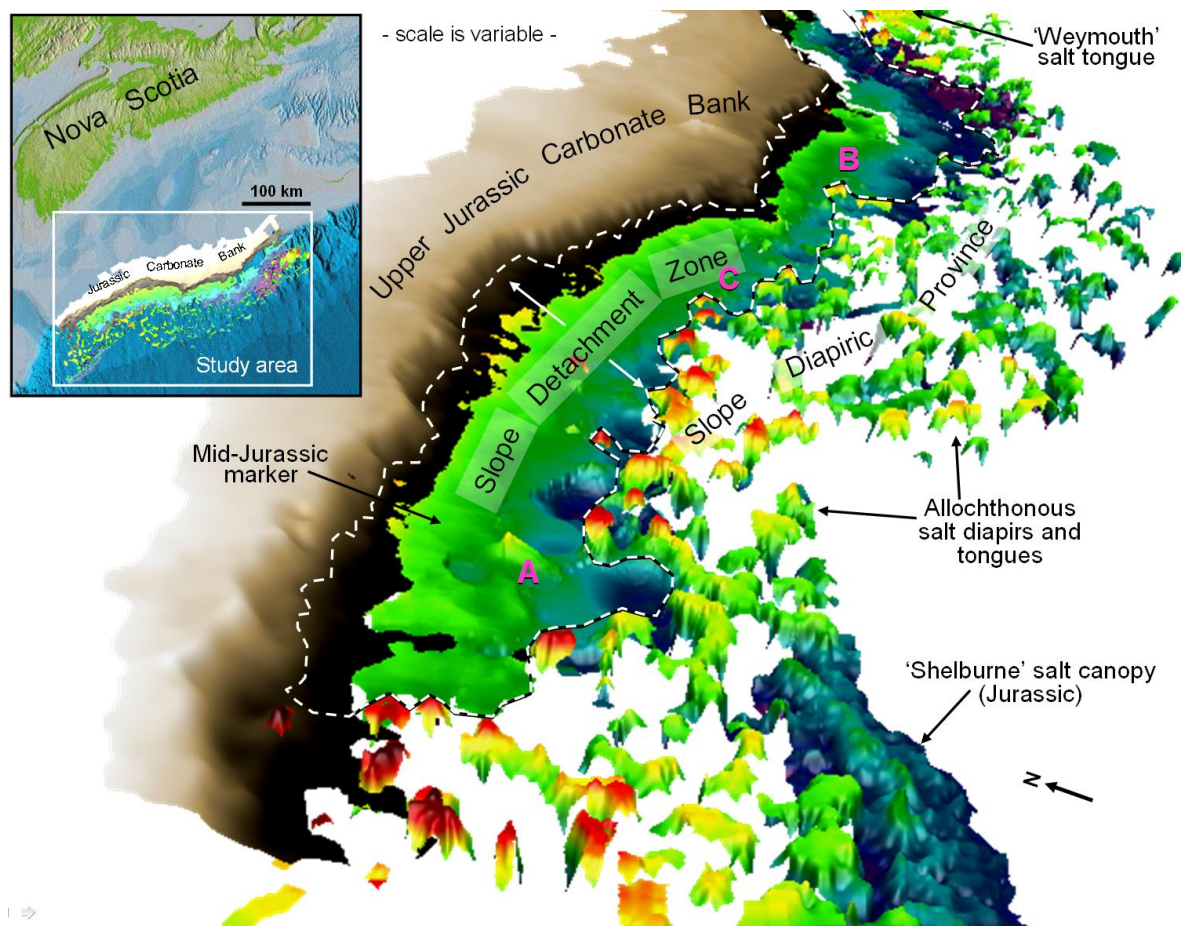 - scale is variable -
Nova Scotia
100 km
Jurassic Carbonate Bank
Study area
'Weymouth'
salt tongue
Upper Jurassic Carbonate Bank
B
Slope Detachment Zone
C
Slope Diapiric Province
Mid-Jurassic
marker
Allochthonous
salt diapirs and
tongues
A
'Shelburne' salt canopy
(Jurassic)
N